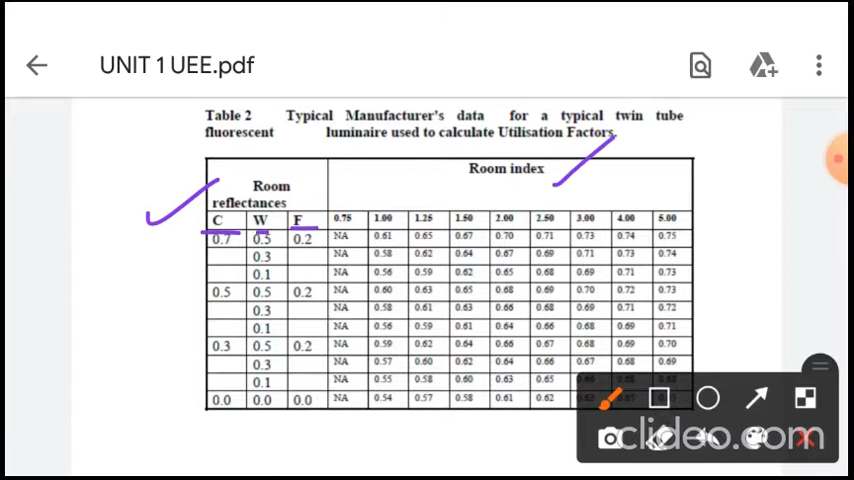 UNIT 1 UEE.pdf
Table 2 Typical Manufacturer's data for a typical twin tube
fluorescent luminaire used to calculate Utilisation Factors.
Room reflectances Room index
C W F 0.75 1.00 1.25 1.50 2.00 2.50 3.00 4.00 5.00
0.7 0.5 0.2 NA 0.61 0.65 0.67 0.70 0.71 0.73 0.74 0.75
0.3 NA 0.58 0.62 0.64 0.67 0.69 0.71 0.73 0.74
0.1 NA 0.56 0.59 0.62 0.65 0.68 0.69 0.71 0.73
0.5 0.5 0.2 NA 0.60 0.63 0.65 0.68 0.69 0.70 0.72 0.73
0.3 NA 0.58 0.61 0.63 0.66 0.68 0.69 0.71 0.72
0.1 NA 0.56 0.59 0.61 0.64 0.66 0.68 0.69 0.71
0.3 0.5 0.2 NA 0.59 0.62 0.64 0.66 0.67 0.68 0.69 0.70
0.3 NA 0.57 0.60 0.62 0.64 0.66 0.67 0.68 0.69
0.1 NA 0.55 0.58 0.60 0.63 0.65
0.0 0.0 0.0 NA 0.54 0.57 0.58 0.61 0.62
clideo.com